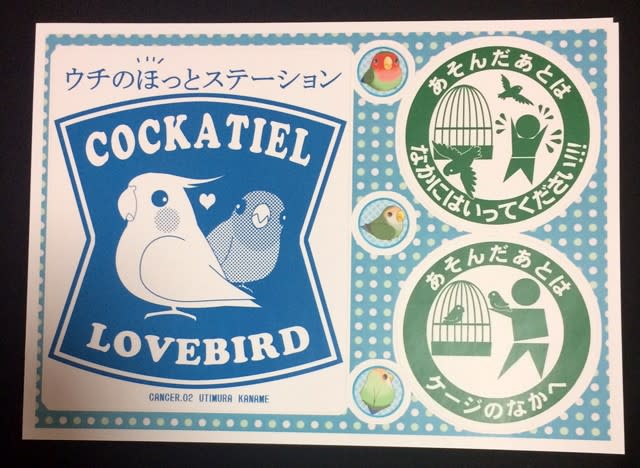 ウチのほっとステーション
COCKATIEL
LOVEBIRD
CANCER.02 UTIMURA KANAME
あそんだあとは
なかにはいってください!!!
あそんだあとは
ケージのなかへ